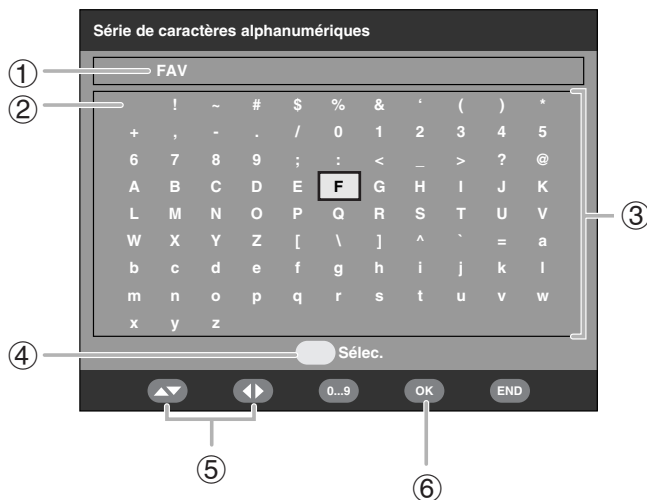 Série de caractères alphanumériques
① FAV
② ! ~ # $ % & ‘ ( ) *
+ , - . / 0 1 2 3 4 5
6 7 8 9 ; : < _ > ? @
A B C D E F G H I J K
L M N O P Q R S T U V
③
W X Y Z [ \ ] ^ ` = a
b c d e f g h i j k l
m n o p q r s t u v w
x y z
④ Sélec.
0...9 OK END
⑤ ⑥